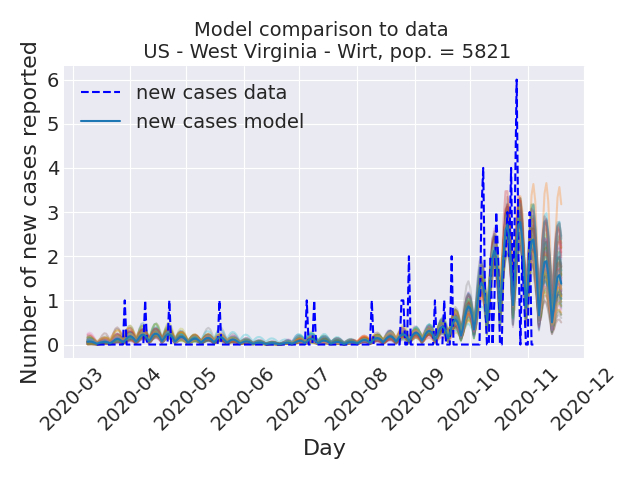 Model comparison to data
US - West Virginia - Wirt, pop. = 5821
Number of new cases reported
6
5
4
3
2
1
0
new cases data
new cases model
2020-03
2020-04
2020-05
2020-06
2020-07
2020-08
2020-09
2020-10
2020-11
2020-12
Day